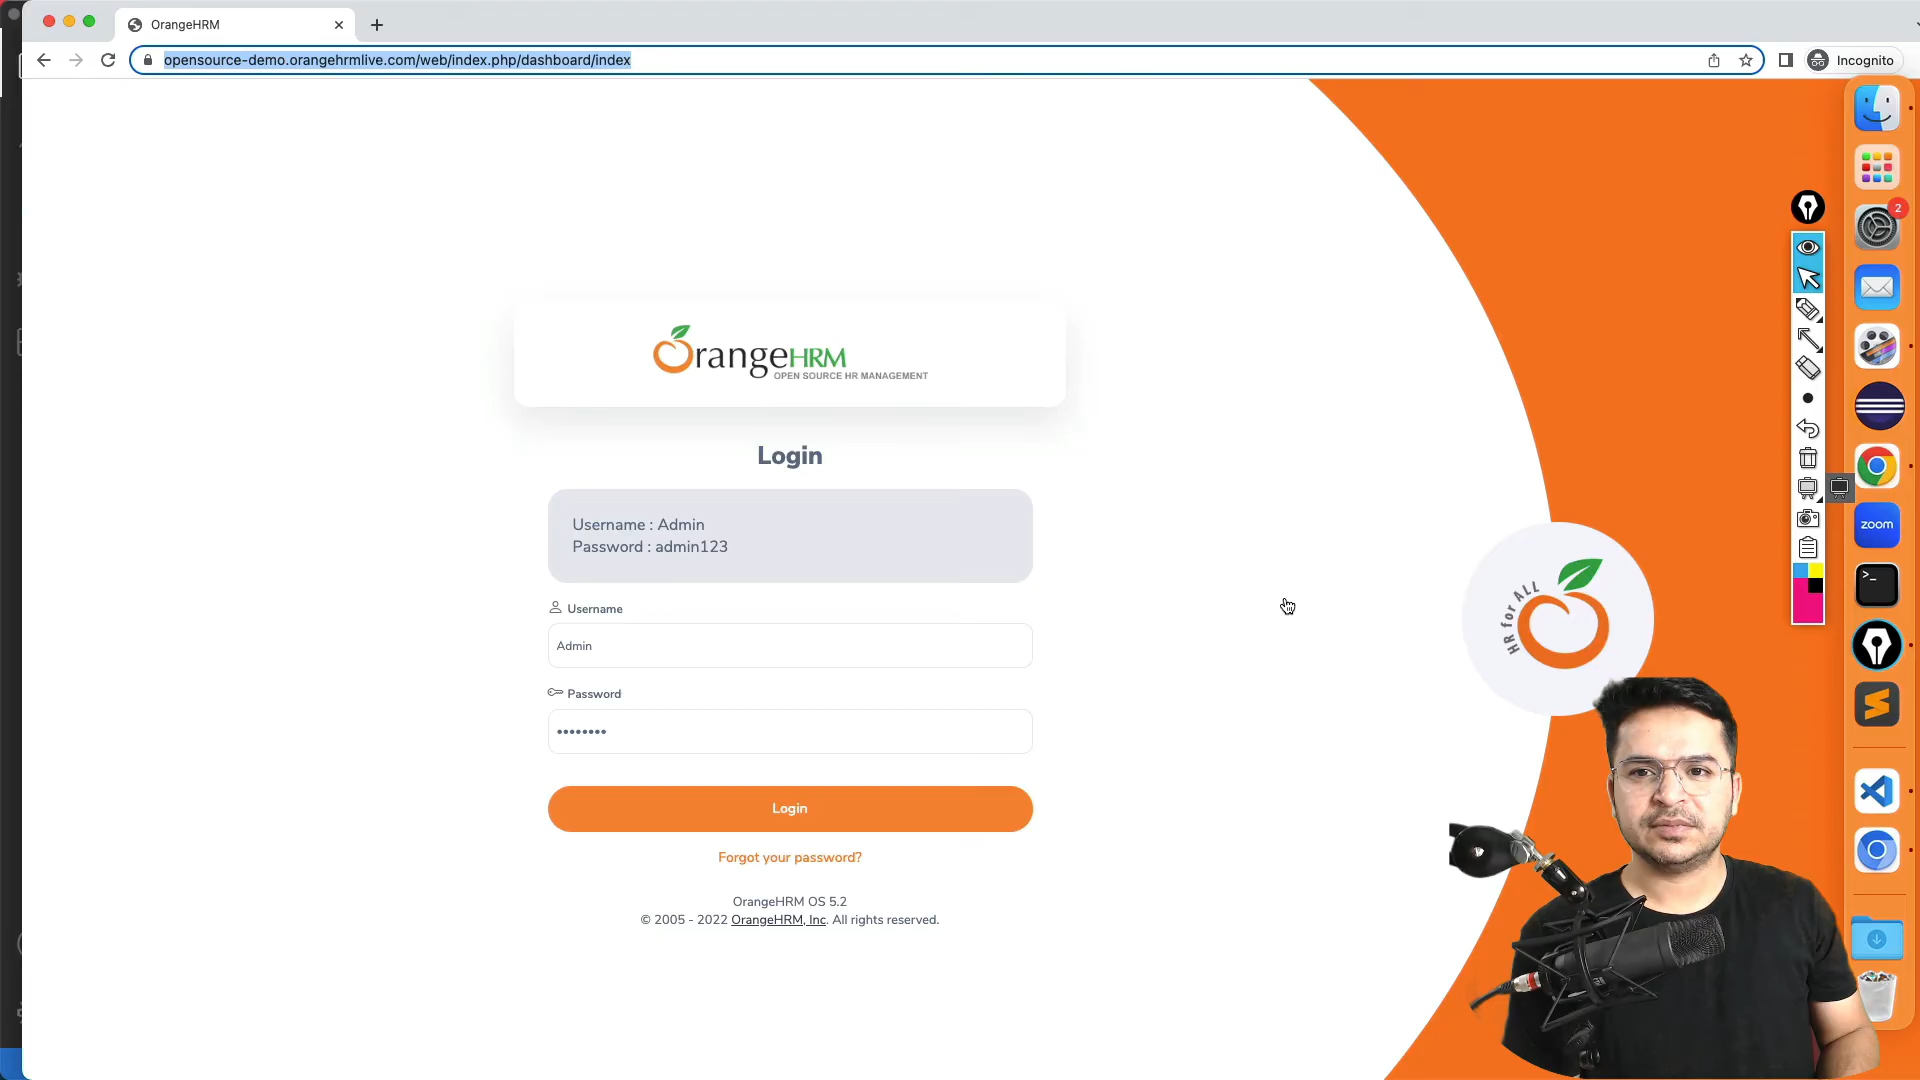 OrangeHRM
opensource-demo.orangehrmlive.com/web/index.php/dashboard/index
Incognito
2
OrangeHRM
OPEN SOURCE HR MANAGEMENT
Login
Username : Admin
Password : admin123
Username
Admin
Password
Login
Forgot your password?
OrangeHRM OS 5.2
© 2005 - 2022 OrangeHRM, Inc. All rights reserved.
HR for ALL
zoom
>_